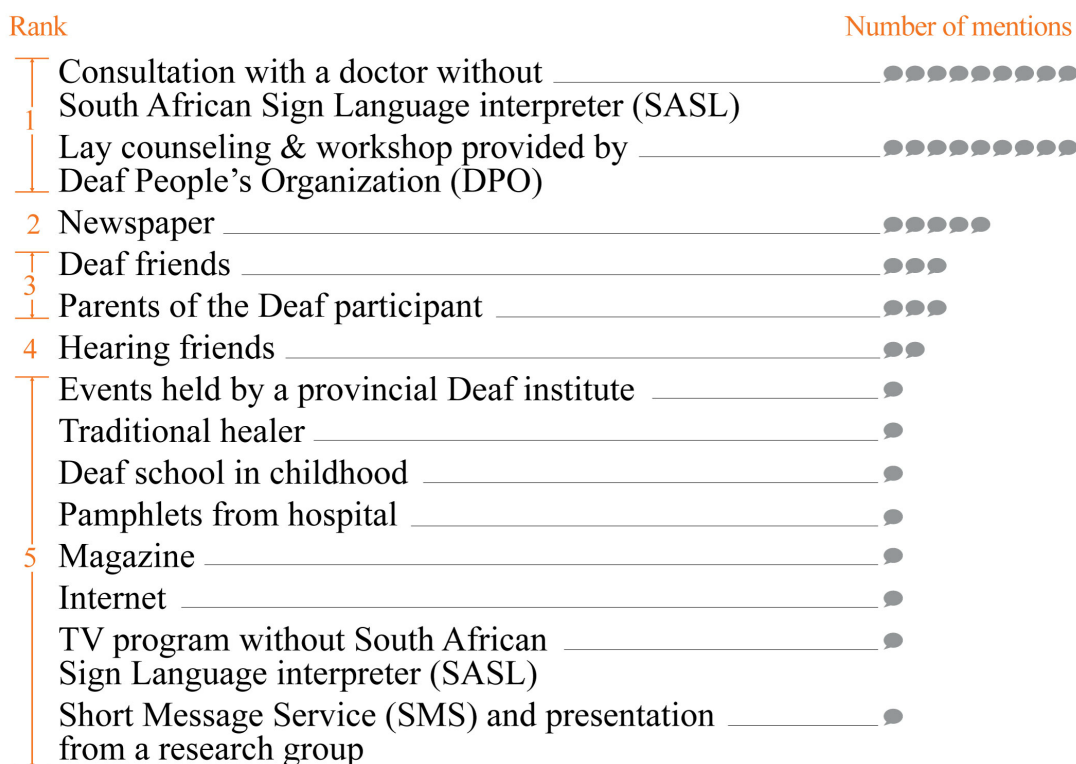 Rank Number of mentions
1
Consultation with a doctor without
South African Sign Language interpreter (SASL)
Lay counseling & workshop provided by
Deaf People’s Organization (DPO)
2 Newspaper
3
Deaf friends
Parents of the Deaf participant
4 Hearing friends
5
Events held by a provincial Deaf institute
Traditional healer
Deaf school in childhood
Pamphlets from hospital
Magazine
Internet
TV program without South African
Sign Language interpreter (SASL)
Short Message Service (SMS) and presentation
from a research group